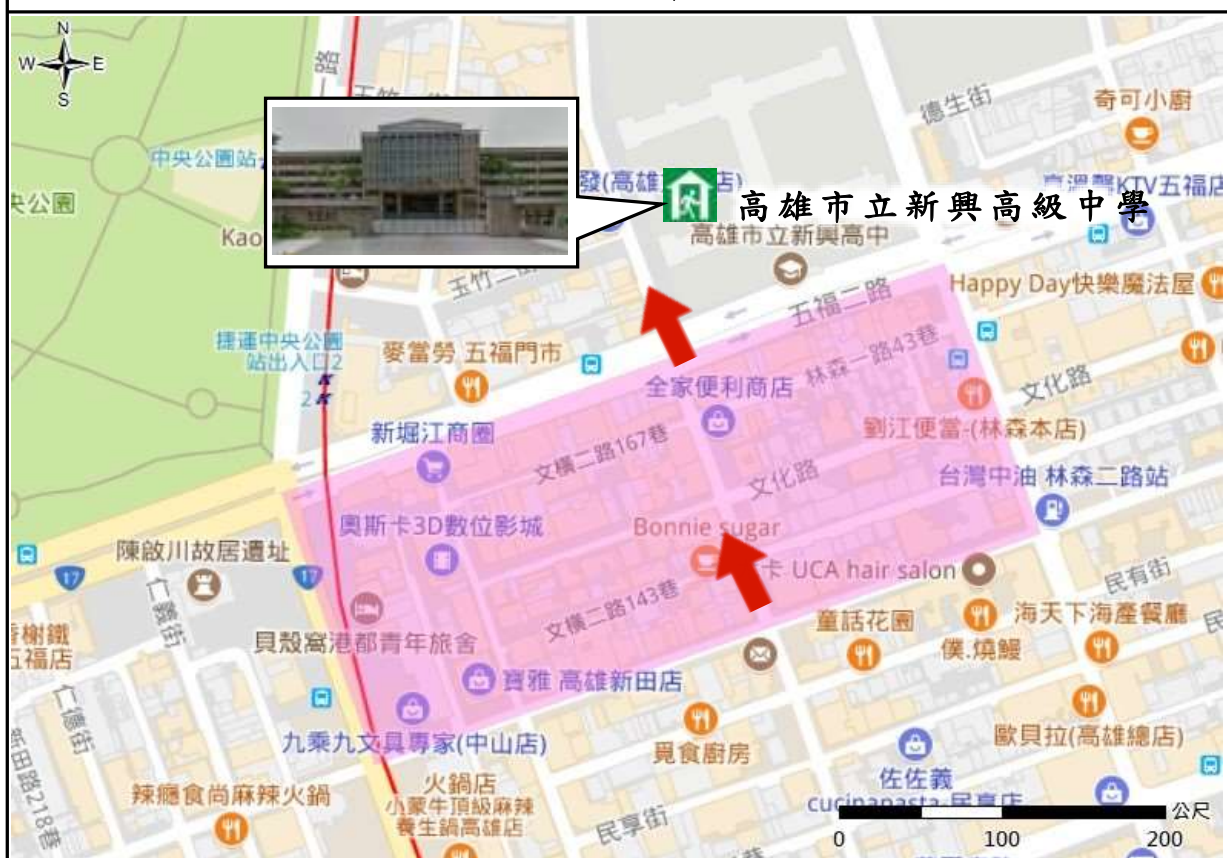 N
W
E
S
一路
德生街
奇可小廚
中央公園站
發(高雄
店)
享溫馨KTV五福店
央公園
高雄市立新興高級中學
高雄市立新興高中
Kao
玉竹二街
五福二路
Happy Day快樂魔法屋
捷運中央公園
站出入口2
2
麥當勞 五福門市
林森一路43巷
全家便利商店
文化路
新堀江商圈
文橫二路167巷
劉江便當-(林森本店)
文化路
台灣中油 林森二路站
奧斯卡3D數位影城
Bonnie sugar
陳啟川故居遺址
17
17
卡 UCA hair salon
民有街
仁義街
文橫二路143巷
童話花園
海天下海產餐廳
香榭鐵
五福店
貝殼窩港都青年旅舍
僕.燒鰻
寶雅 高雄新田店
仁德街
九乘九文具專家(中山店)
覓食廚房
歐貝拉(高雄總店)
新田路218巷
辣癮食尚麻辣火鍋
火鍋店
小蒙牛頂級麻辣
養生鍋高雄店
佐佐義
cucinapasta-民享店
民享街
公尺
0
100
200